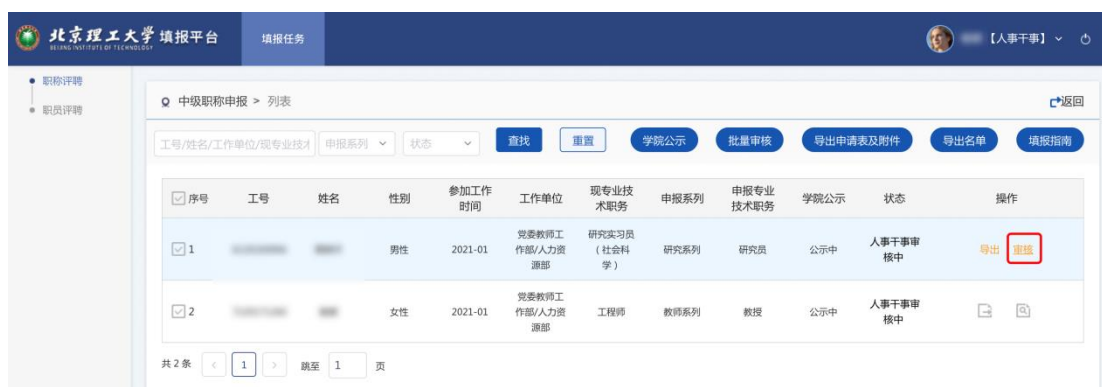 北京理工大学 填报平台
BEIJING INSTITUTE OF TECHNOLOGY
填报任务
【人事干事】
职称评聘
职员评聘
中级职称申报 > 列表
返回
工号/姓名/工作单位/现专业技术 申报系列 状态 查找 重置 学院公示 批量审核 导出申请表及附件 导出名单 填报指南
序号 工号 姓名 性别 参加工作时间 工作单位 现专业技术职务 申报系列 申报专业技术职务 学院公示 状态 操作
1 男性 2021-01 党委教师工作部/人力资源部 研究实习员(社会科学) 研究系列 研究员 公示中 人事干事审核中 导出 审核
2 女性 2021-01 党委教师工作部/人力资源部 工程师 教师系列 教授 公示中 人事干事审核中
共 2 条 < 1 > 跳至 1 页